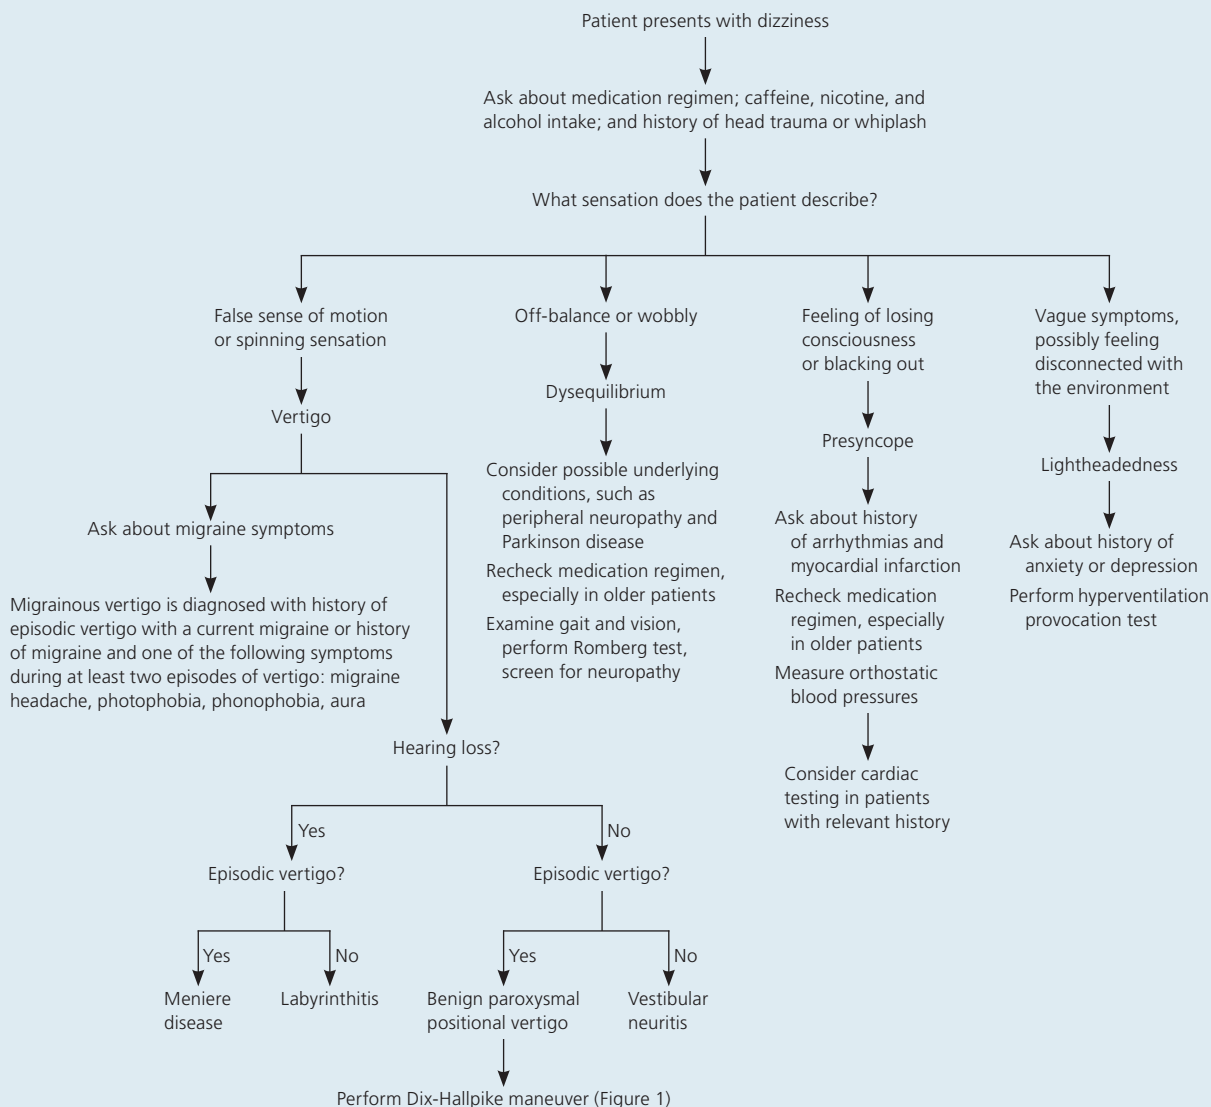 Patient presents with dizziness
Ask about medication regimen; caffeine, nicotine, and
alcohol intake; and history of head trauma or whiplash
What sensation does the patient describe?
False sense of motion
or spinning sensation
Vertigo
Ask about migraine symptoms
Migrainous vertigo is diagnosed with history of
episodic vertigo with a current migraine or history
of migraine and one of the following symptoms
during at least two episodes of vertigo: migraine
headache, photophobia, phonophobia, aura
Hearing loss?
Yes
Episodic vertigo?
Yes
Meniere
disease
No
Labyrinthitis
No
Episodic vertigo?
Yes
Benign paroxysmal
positional vertigo
Perform Dix-Hallpike maneuver (Figure 1)
No
Vestibular
neuritis
Off-balance or wobbly
Dysequilibrium
Consider possible underlying
conditions, such as
peripheral neuropathy and
Parkinson disease
Recheck medication regimen,
especially in older patients
Examine gait and vision,
perform Romberg test,
screen for neuropathy
Feeling of losing
consciousness
or blacking out
Presyncope
Ask about history
of arrhythmias and
myocardial infarction
Recheck medication
regimen, especially
in older patients
Measure orthostatic
blood pressures
Consider cardiac
testing in patients
with relevant history
Vague symptoms,
possibly feeling
disconnected with
the environment
Lightheadedness
Ask about history of
anxiety or depression
Perform hyperventilation
provocation test